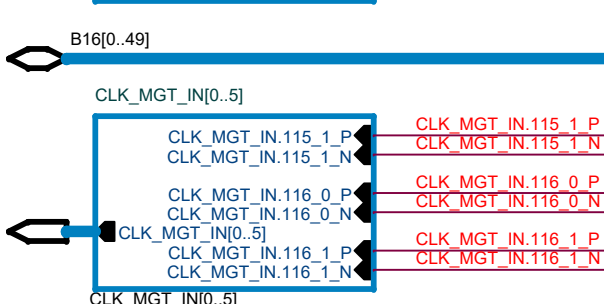 B16[0..49]
CLK_MGT_IN[0..5]
CLK_MGT_IN.115_1_P CLK_MGT_IN.115_1_P
CLK_MGT_IN.115_1_N CLK_MGT_IN.115_1_N
CLK_MGT_IN.116_0_P CLK_MGT_IN.116_0_P
CLK_MGT_IN.116_0_N CLK_MGT_IN.116_0_N
CLK_MGT_IN[0..5]
CLK_MGT_IN.116_1_P CLK_MGT_IN.116_1_P
CLK_MGT_IN.116_1_N CLK_MGT_IN.116_1_N
CLK_MGT_IN[0..5]